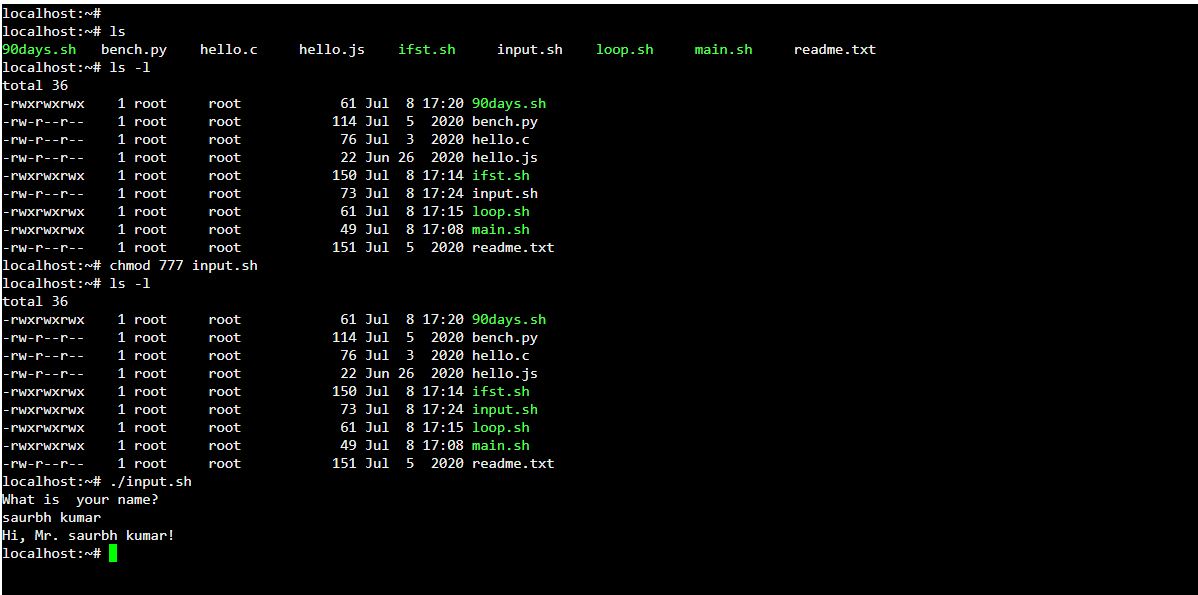 localhost:~#
localhost:~# ls
90days.sh   bench.py    hello.c     hello.js    ifst.sh     input.sh    loop.sh     main.sh     readme.txt
localhost:~# ls -l
total 36
-rwxrwxrwx    1 root     root            61 Jul  8 17:20 90days.sh
-rw-r--r--    1 root     root           114 Jul  5  2020 bench.py
-rw-r--r--    1 root     root            76 Jul  3  2020 hello.c
-rw-r--r--    1 root     root            22 Jun 26  2020 hello.js
-rwxrwxrwx    1 root     root           150 Jul  8 17:14 ifst.sh
-rw-r--r--    1 root     root            73 Jul  8 17:24 input.sh
-rwxrwxrwx    1 root     root            61 Jul  8 17:15 loop.sh
-rwxrwxrwx    1 root     root            49 Jul  8 17:08 main.sh
-rw-r--r--    1 root     root           151 Jul  5  2020 readme.txt
localhost:~# chmod 777 input.sh
localhost:~# ls -l
total 36
-rwxrwxrwx    1 root     root            61 Jul  8 17:20 90days.sh
-rw-r--r--    1 root     root           114 Jul  5  2020 bench.py
-rw-r--r--    1 root     root            76 Jul  3  2020 hello.c
-rw-r--r--    1 root     root            22 Jun 26  2020 hello.js
-rwxrwxrwx    1 root     root           150 Jul  8 17:14 ifst.sh
-rwxrwxrwx    1 root     root            73 Jul  8 17:24 input.sh
-rwxrwxrwx    1 root     root            61 Jul  8 17:15 loop.sh
-rwxrwxrwx    1 root     root            49 Jul  8 17:08 main.sh
-rw-r--r--    1 root     root           151 Jul  5  2020 readme.txt
localhost:~# ./input.sh
What is  your name?
saurbh kumar
Hi, Mr. saurbh kumar!
localhost:~#